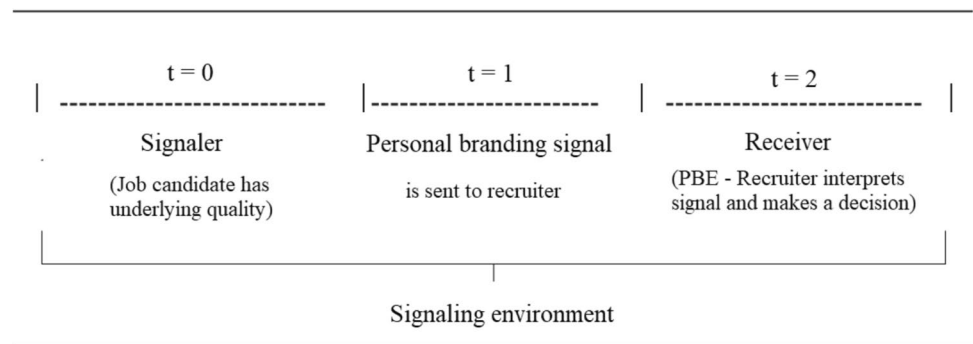 t = 0
t = 1
t = 2
Signaler
Personal branding signal
Receiver
(Job candidate has
underlying quality)
is sent to recruiter
(PBE - Recruiter interprets
signal and makes a decision)
Signaling environment